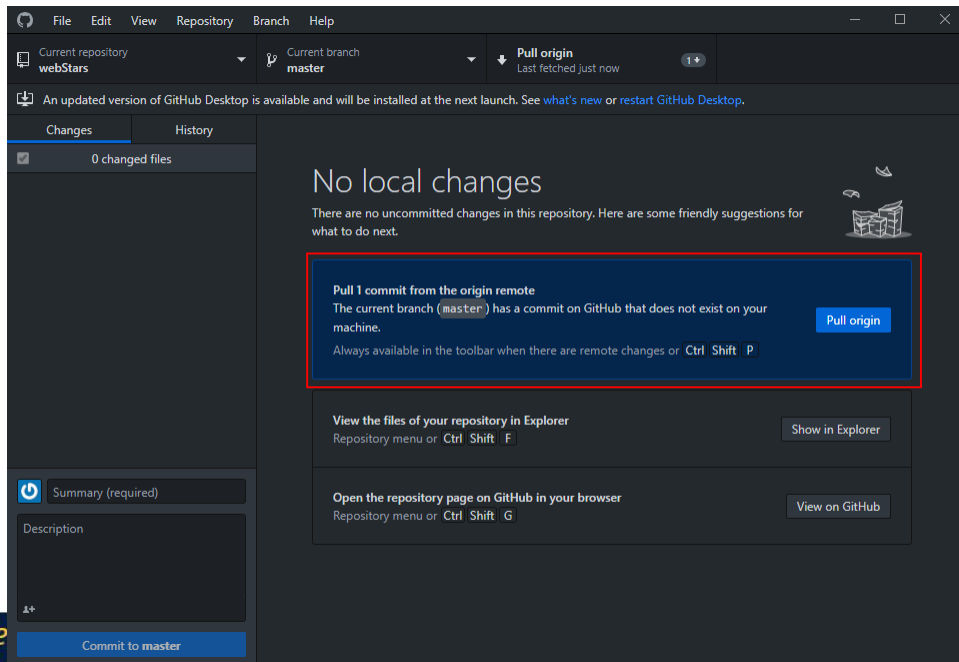 File Edit View Repository Branch Help
Current repository
webStars
Current branch
master
Pull origin
Last fetched just now
1
An updated version of GitHub Desktop is available and will be installed at the next launch. See what's new or restart GitHub Desktop.
Changes
History
0 changed files
No local changes
There are no uncommitted changes in this repository. Here are some friendly suggestions for
what to do next.
Pull 1 commit from the origin remote
The current branch (master) has a commit on GitHub that does not exist on your
machine.
Always available in the toolbar when there are remote changes or Ctrl Shift P
Pull origin
View the files of your repository in Explorer
Repository menu or Ctrl Shift F
Show in Explorer
Open the repository page on GitHub in your browser
Repository menu or Ctrl Shift G
View on GitHub
Summary (required)
Description
Commit to master